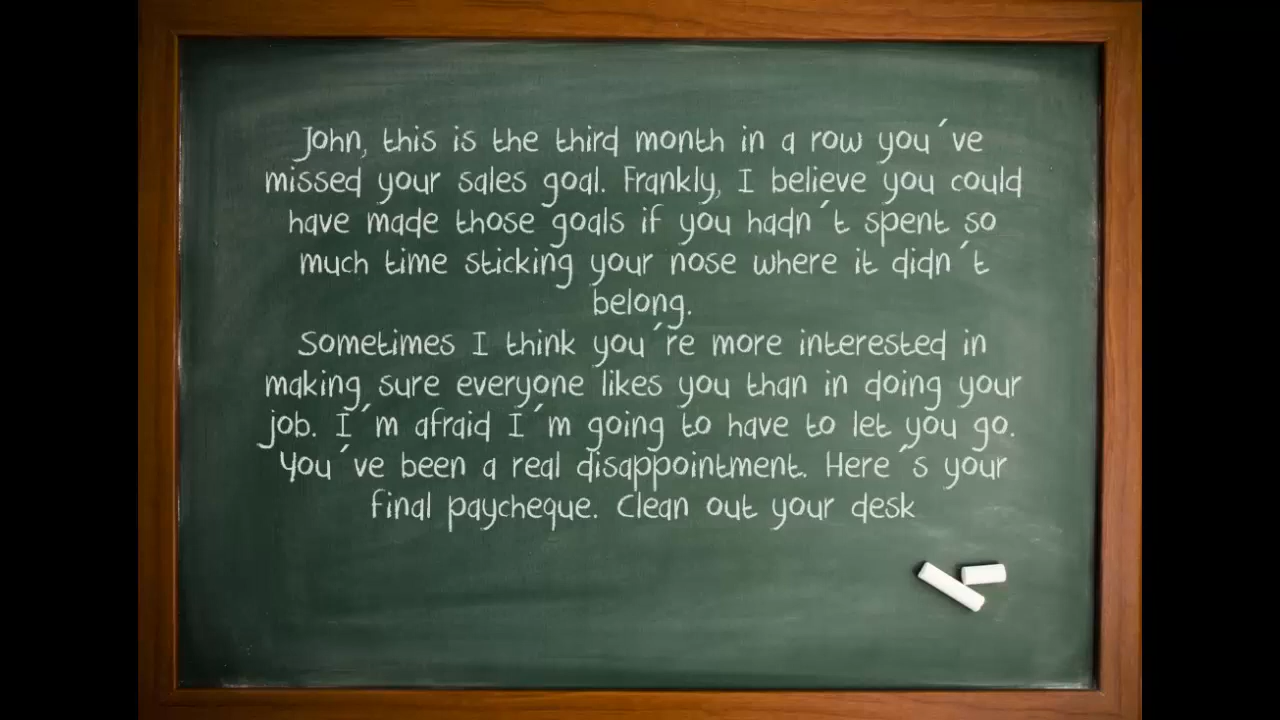 John, this is the third month in a row you´ve
missed your sales goal. Frankly, I believe you could
have made those goals if you hadn´t spent so
much time sticking your nose where it didn´t
belong.
Sometimes I think you´re more interested in
making sure everyone likes you than in doing your
job. I´m afraid I´m going to have to let you go.
You´ve been a real disappointment. Here´s your
final paycheque. Clean out your desk